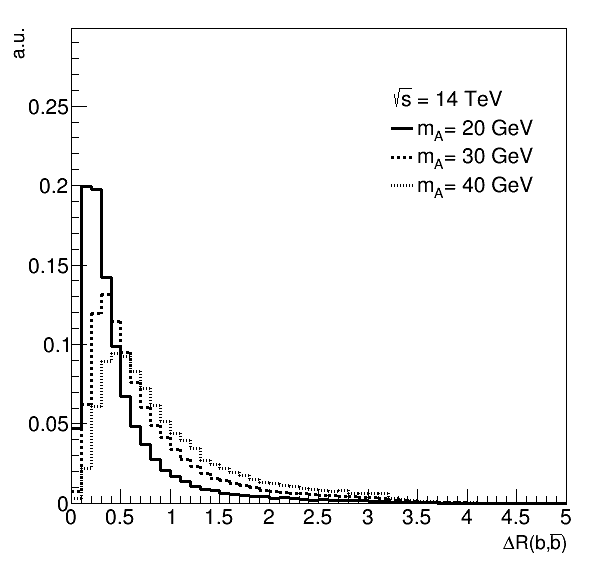 a.u.
√s = 14 TeV
m_A= 20 GeV
m_A= 30 GeV
m_A= 40 GeV
0.25
0.2
0.15
0.1
0.05
0
0 0.5 1 1.5 2 2.5 3 3.5 4 4.5 5
ΔR(b,b̅)